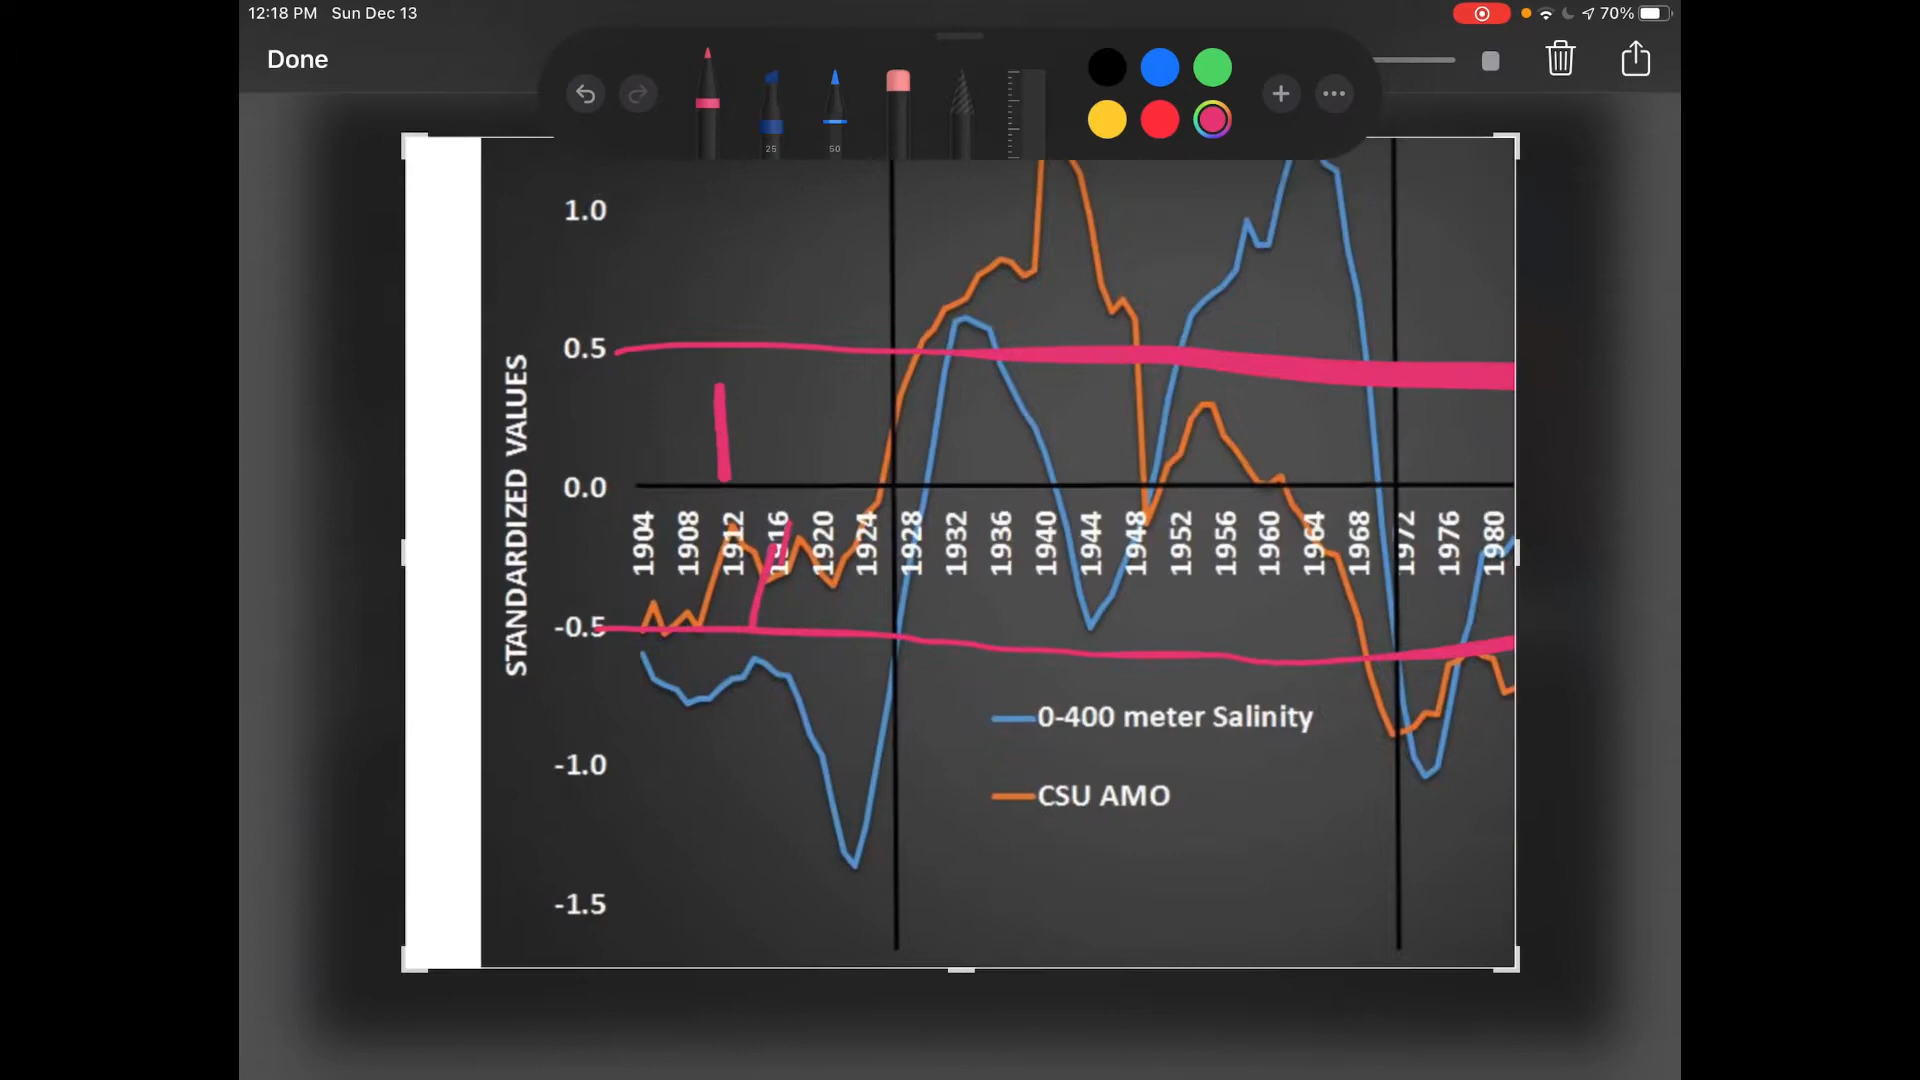 12:18 PM Sun Dec 13
70%
Done
25
50
1.0
0.5
0.0
-0.5
-1.0
-1.5
STANDARDIZED VALUES
1904 1908 1912 1916 1920 1924 1928 1932 1936 1940 1944 1948 1952 1956 1960 1964 1968 1972 1976 1980
0-400 meter Salinity
CSU AMO